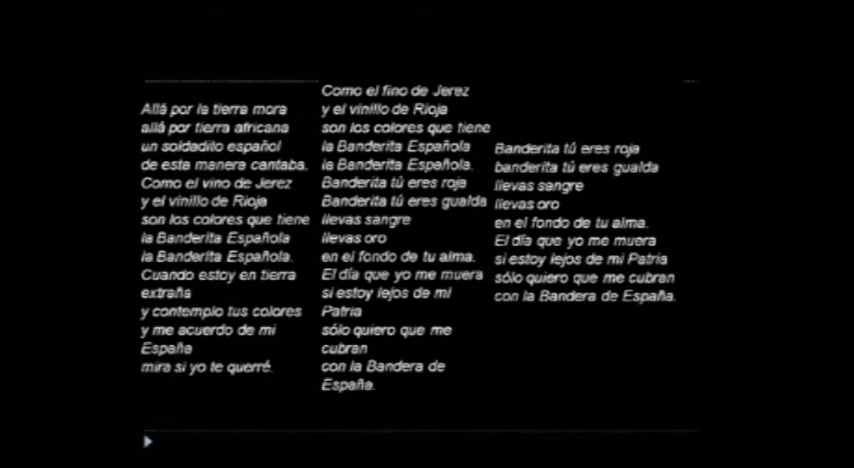 Allá por la tierra mora
allá por tierra africana
un soldadito español
de esta manera cantaba.
Como el vino de Jerez
y el vinillo de Rioja
son los colores que tiene
la Banderita Española
la Banderita Española.
Cuando estoy en tierra
extraña
y contemplo tus colores
y me acuerdo de mi
España
mira si yo te querré.
Como el fino de Jerez
y el vinillo de Rioja
son los colores que tiene
la Banderita Española
la Banderita Española.
Banderita tú eres roja
Banderita tú eres gualda
llevas sangre
llevas oro
en el fondo de tu alma.
El día que yo me muera
si estoy lejos de mi
Patria
sólo quiero que me
cubran
con la Bandera de
España.
Banderita tú eres roja
banderita tú eres gualda
llevas sangre
llevas oro
en el fondo de tu alma.
El día que yo me muera
si estoy lejos de mi Patria
sólo quiero que me cubran
con la Bandera de España.